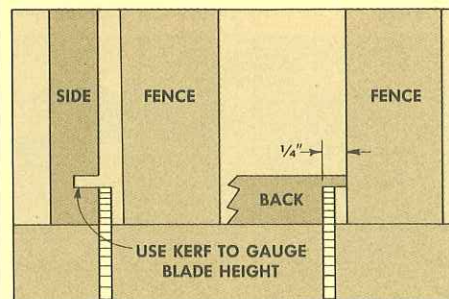 SIDE
FENCE
FENCE
1/4"
BACK
USE KERF TO GAUGE
BLADE HEIGHT